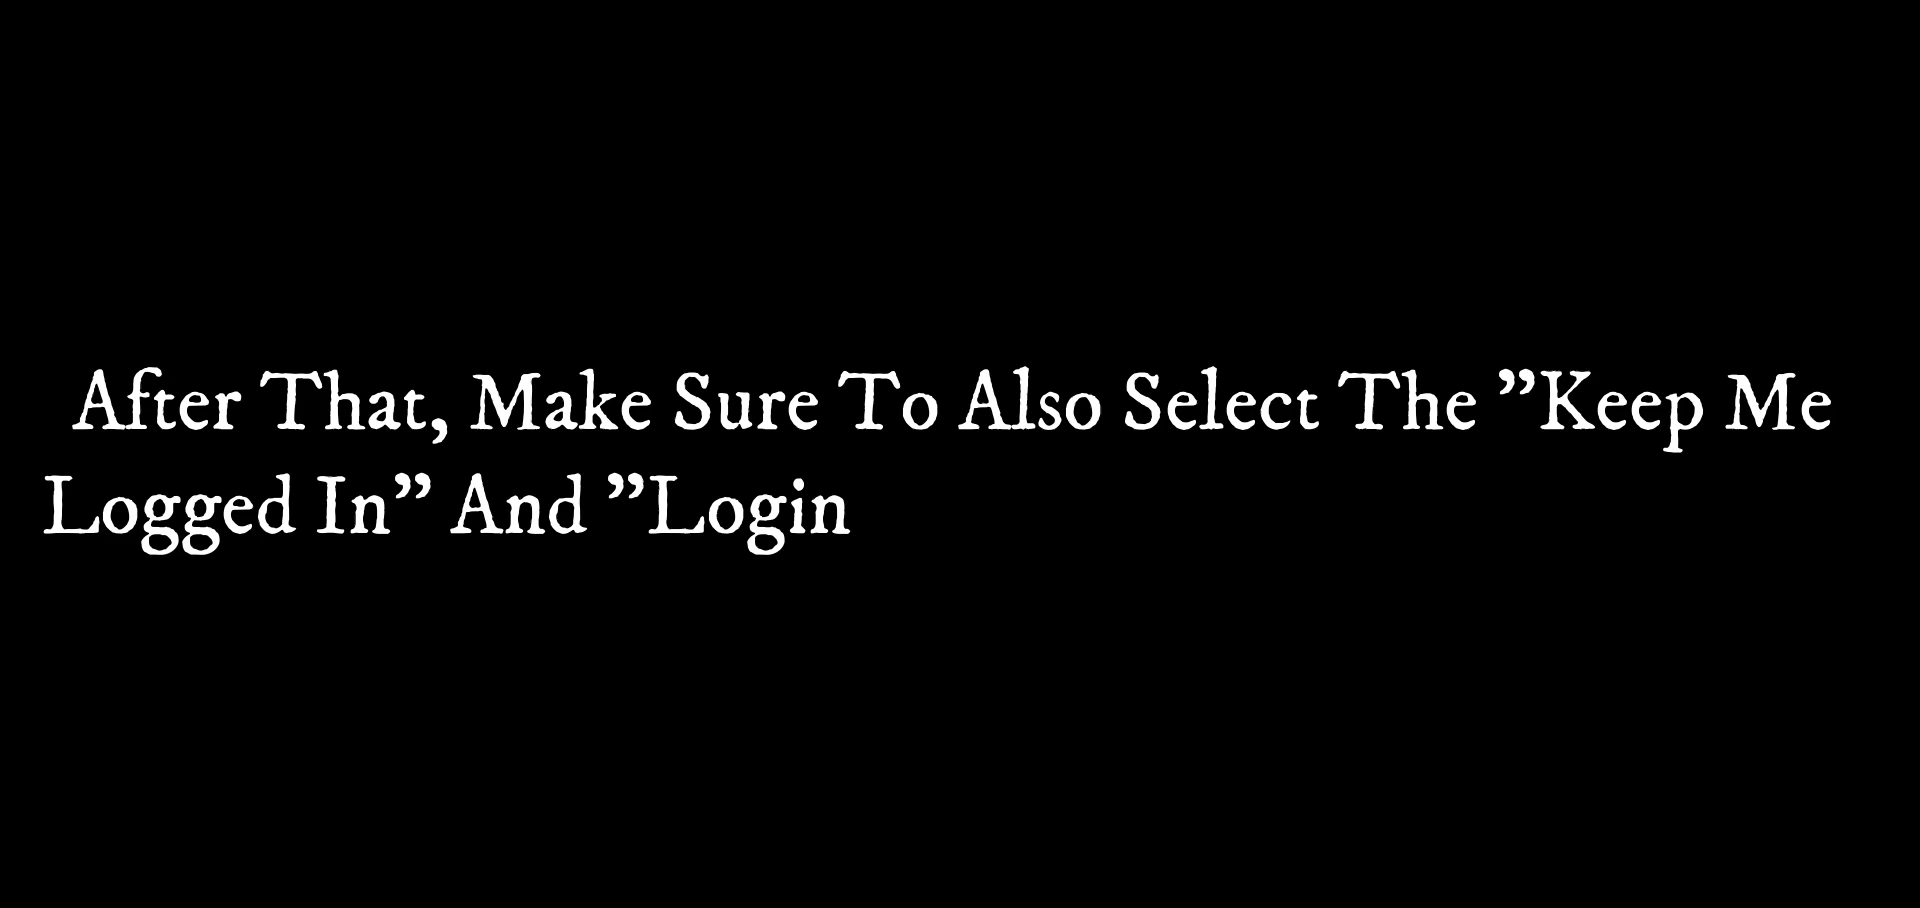 After That, Make Sure To Also Select The ”Keep Me
Logged In” And ”Login